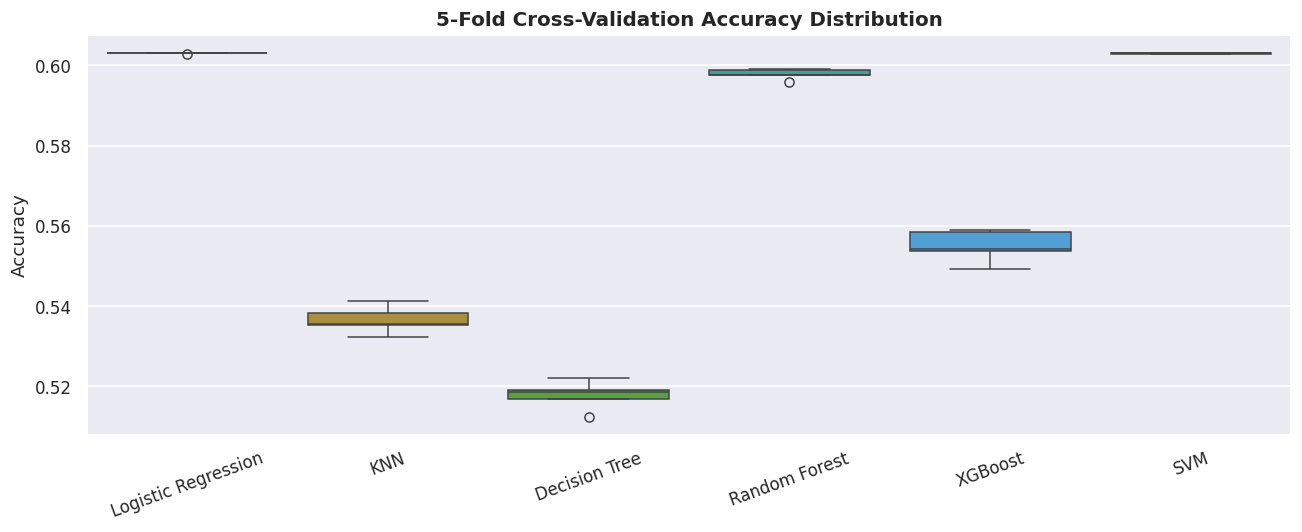 5-Fold Cross-Validation Accuracy Distribution
Accuracy
0.60
0.58
0.56
0.54
0.52
Logistic Regression
KNN
Decision Tree
Random Forest
XGBoost
SVM